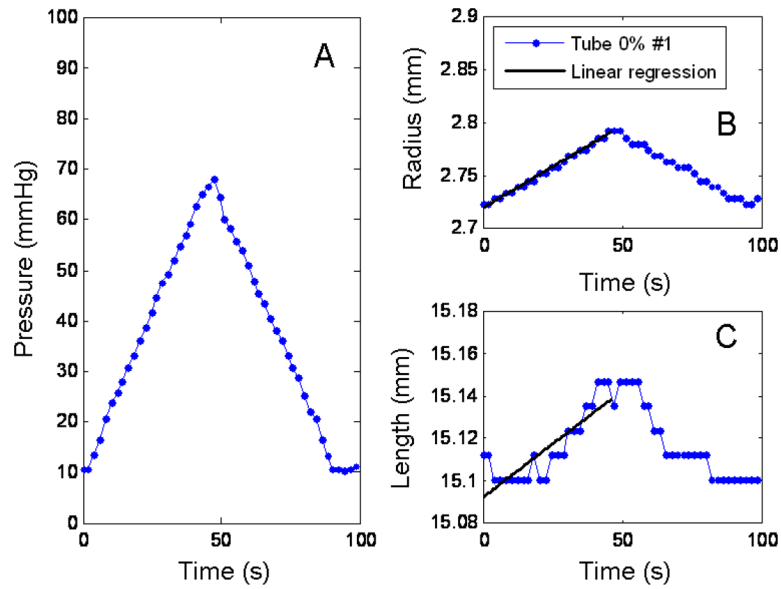 A
100
90
80
70
60
50
40
30
20
10
0
Pressure (mmHg)
0
50
100
Time (s)
B
Tube 0% #1
Linear regression
2.9
2.85
2.8
2.75
2.7
Radius (mm)
0
50
100
Time (s)
C
15.18
15.16
15.14
15.12
15.1
15.08
Length (mm)
0
50
100
Time (s)